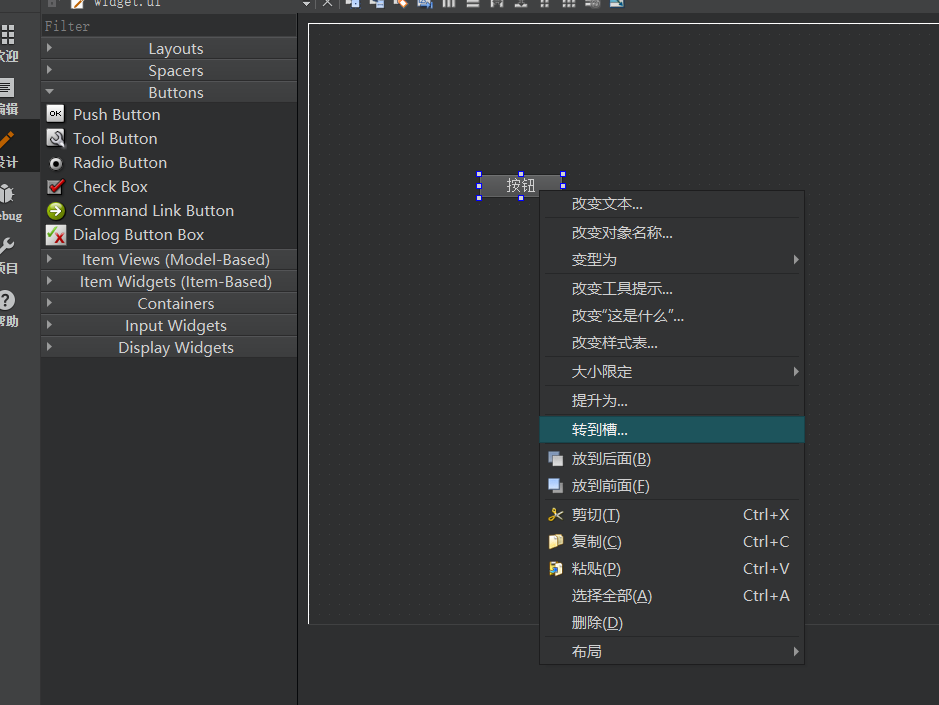 widget.ui
Filter
欢迎
Layouts
Spacers
Buttons
编辑
OK Push Button
Tool Button
设计
Radio Button
Check Box
Command Link Button
Dialog Button Box
Debug
Item Views (Model-Based)
项目
Item Widgets (Item-Based)
Containers
帮助
Input Widgets
Display Widgets
按钮
改变文本...
改变对象名称...
变型为
改变工具提示...
改变“这是什么”...
改变样式表...
大小限定
提升为...
转到槽...
放到后面(B)
放到前面(F)
剪切(T) Ctrl+X
复制(C) Ctrl+C
粘贴(P) Ctrl+V
选择全部(A) Ctrl+A
删除(D)
布局